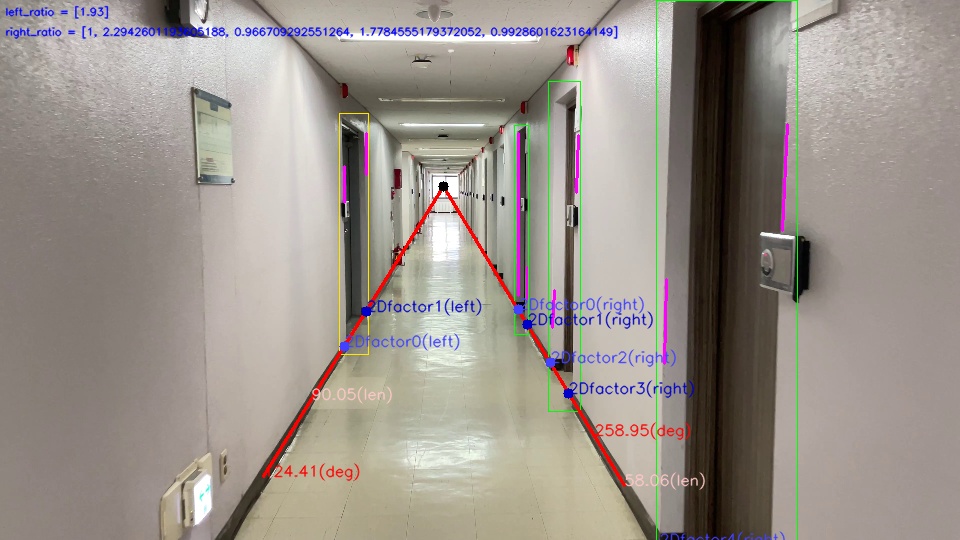 left_ratio = [1.93]
right_ratio = [1, 2.2942601193605188, 0.966709292551264, 1.7784555179372052, 0.9928601623164149]
2Dfactor0(right)
2Dfactor1(left)
2Dfactor1(right)
2Dfactor0(left)
2Dfactor2(right)
2Dfactor3(right)
90.05(len)
258.95(deg)
24.41(deg)
58.06(len)
2Dfactor4(right)